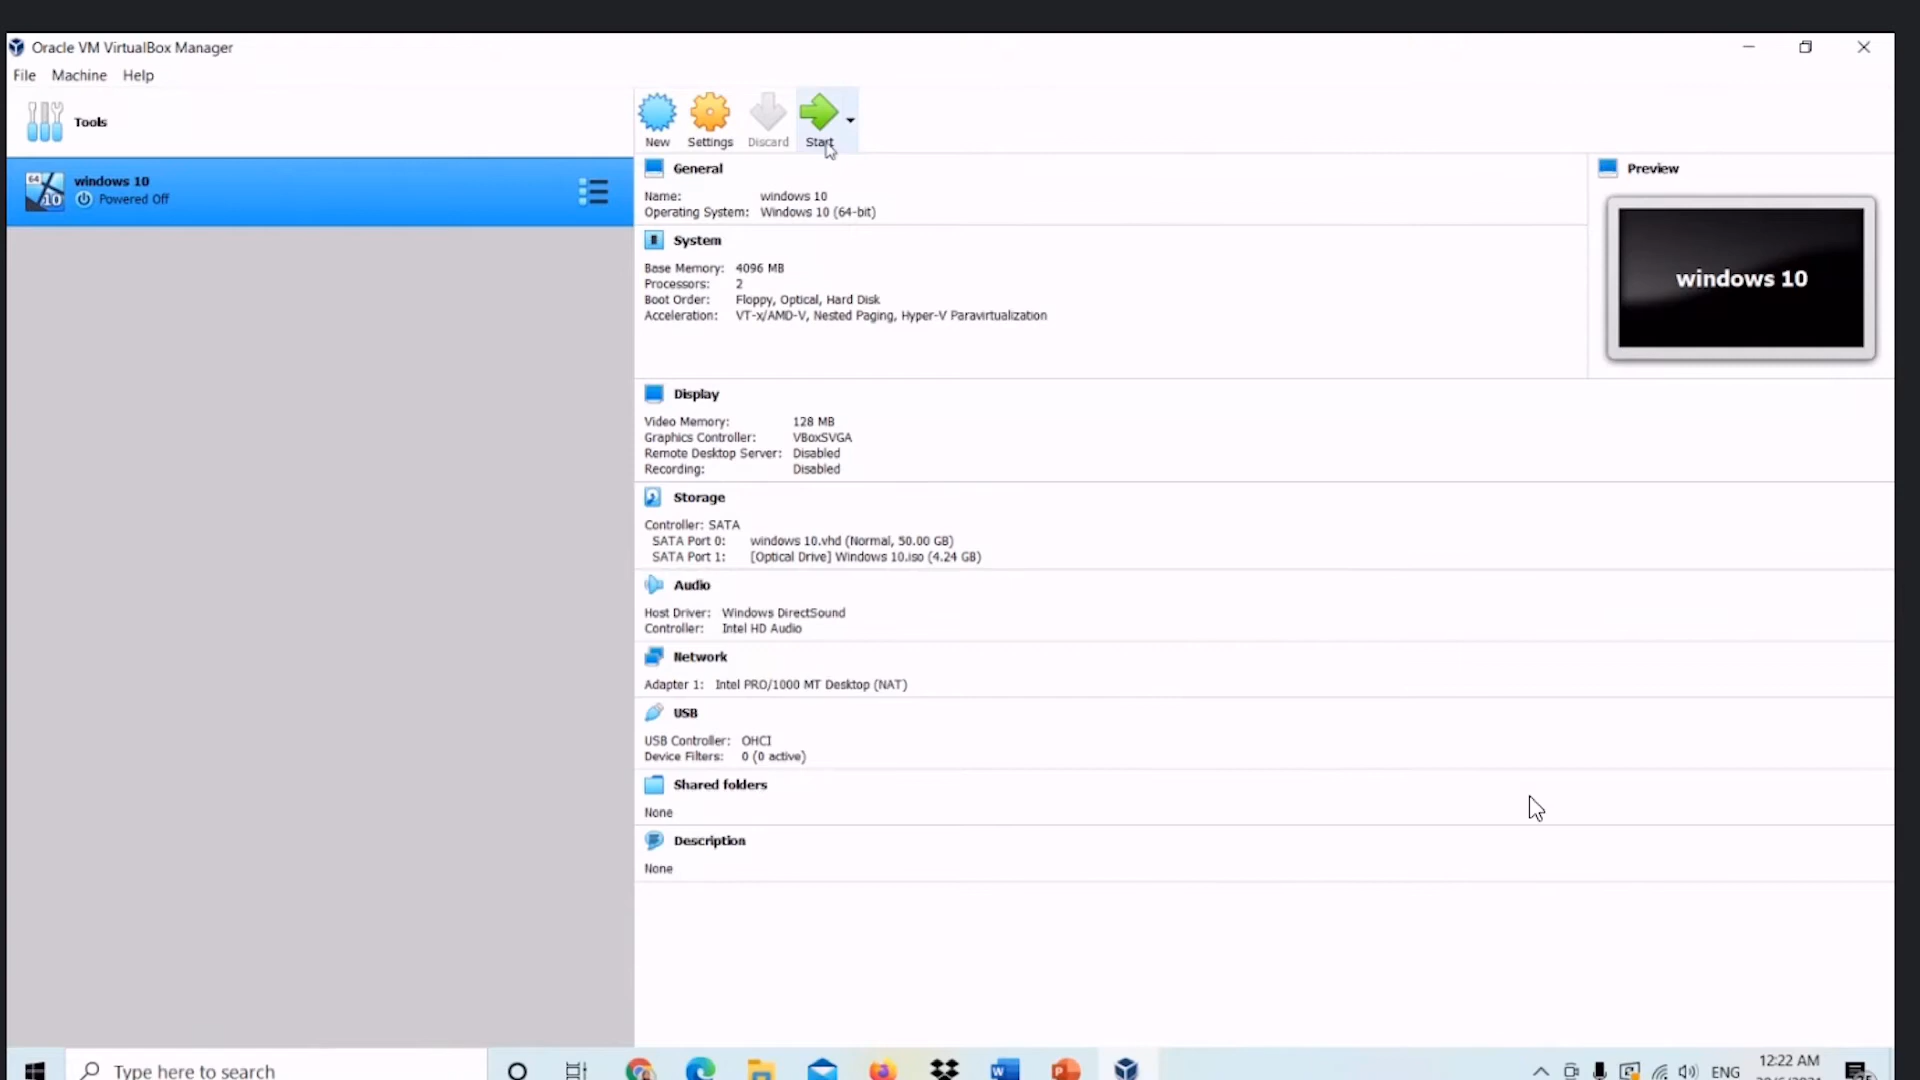 Oracle VM VirtualBox Manager
File Machine Help
Tools
New Settings Discard Start
64
10
windows 10
Powered Off
General
Name: windows 10
Operating System: Windows 10 (64-bit)
Preview
windows 10
System
Base Memory: 4096 MB
Processors: 2
Boot Order: Floppy, Optical, Hard Disk
Acceleration: VT-x/AMD-V, Nested Paging, Hyper-V Paravirtualization
Display
Video Memory: 128 MB
Graphics Controller: VBoxSVGA
Remote Desktop Server: Disabled
Recording: Disabled
Storage
Controller: SATA
SATA Port 0: windows 10.vhd (Normal, 50.00 GB)
SATA Port 1: [Optical Drive] Windows 10.iso (4.24 GB)
Audio
Host Driver: Windows DirectSound
Controller: Intel HD Audio
Network
Adapter 1: Intel PRO/1000 MT Desktop (NAT)
USB
USB Controller: OHCI
Device Filters: 0 (0 active)
Shared folders
None
Description
None
Type here to search
ENG
12:22 AM